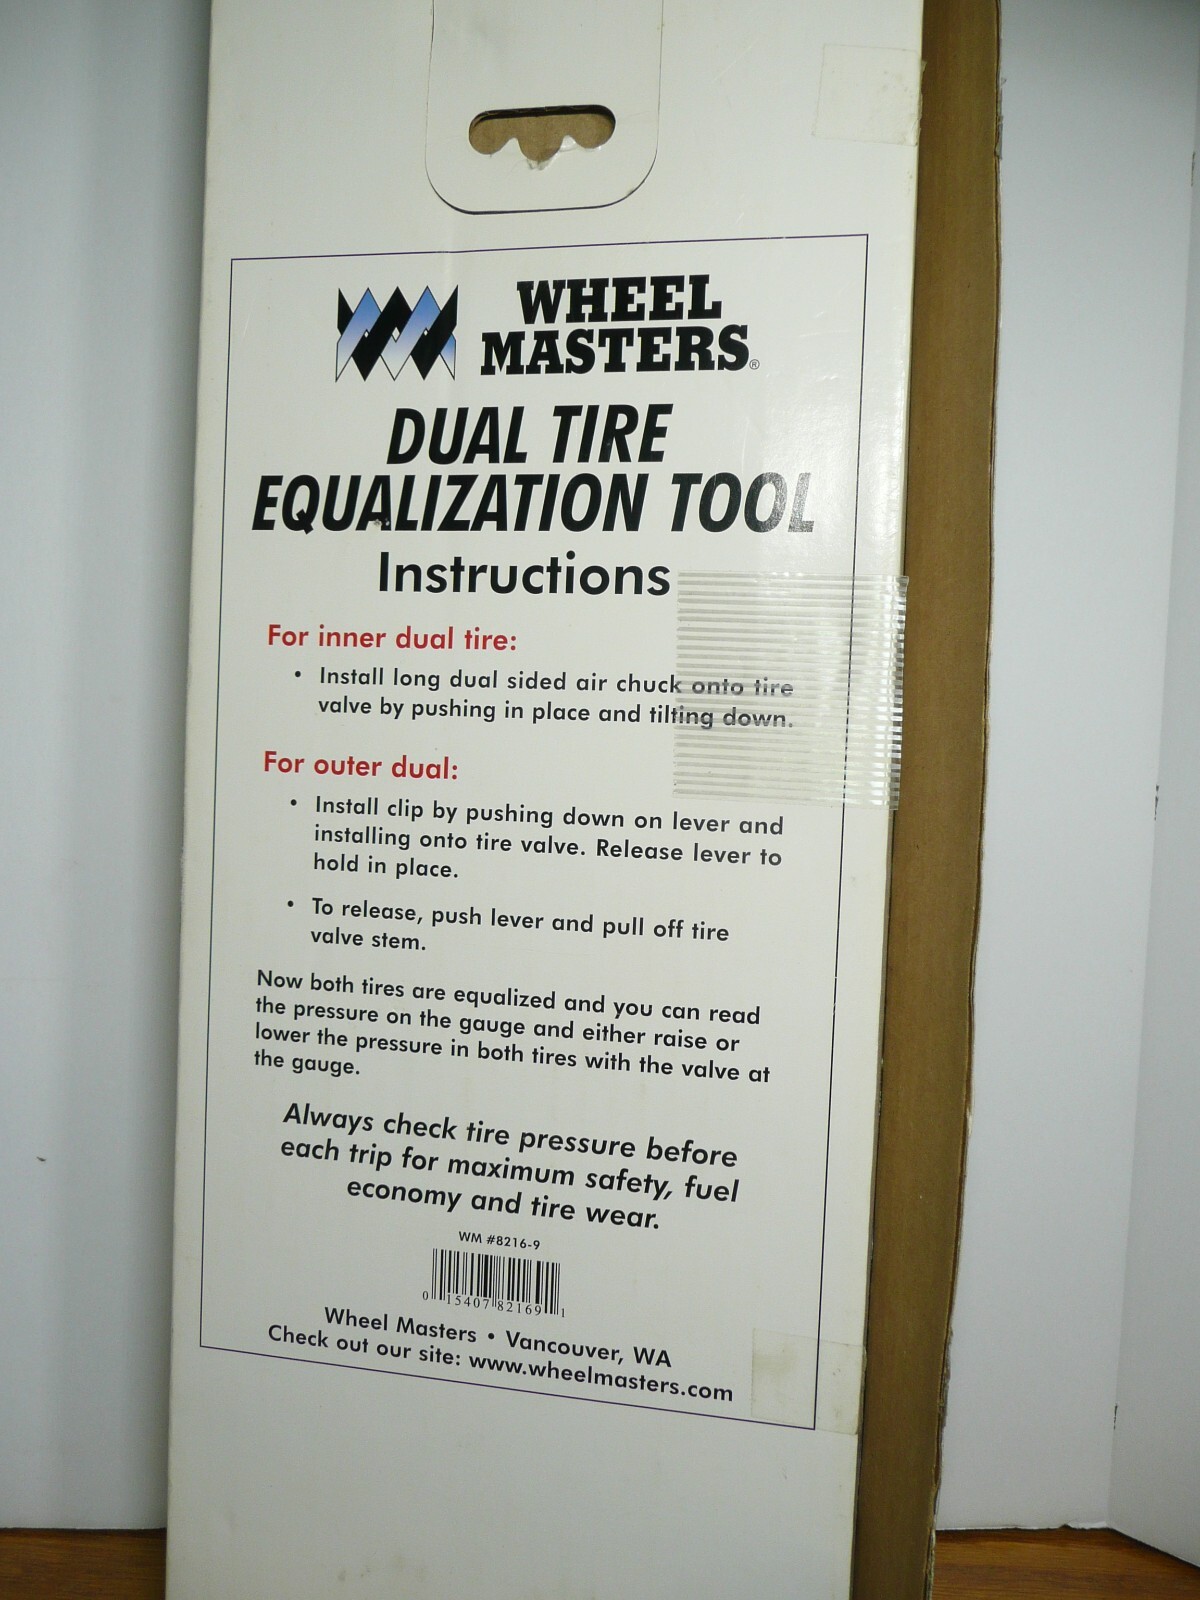 WHEEL
MASTERS®
DUAL TIRE
EQUALIZATION TOOL
Instructions
For inner dual tire:
• Install long dual sided air chuck onto tire
valve by pushing in place and tilting down.
For outer dual:
• Install clip by pushing down on lever and
installing onto tire valve. Release lever to
hold in place.
• To release, push lever and pull off tire
valve stem.
Now both tires are equalized and you can read
the pressure on the gauge and either raise or
lower the pressure in both tires with the valve at
the gauge.
Always check tire pressure before
each trip for maximum safety, fuel
economy and tire wear.
WM #8216-9
0 15407 82169 1
Wheel Masters • Vancouver, WA
Check out our site: www.wheelmasters.com